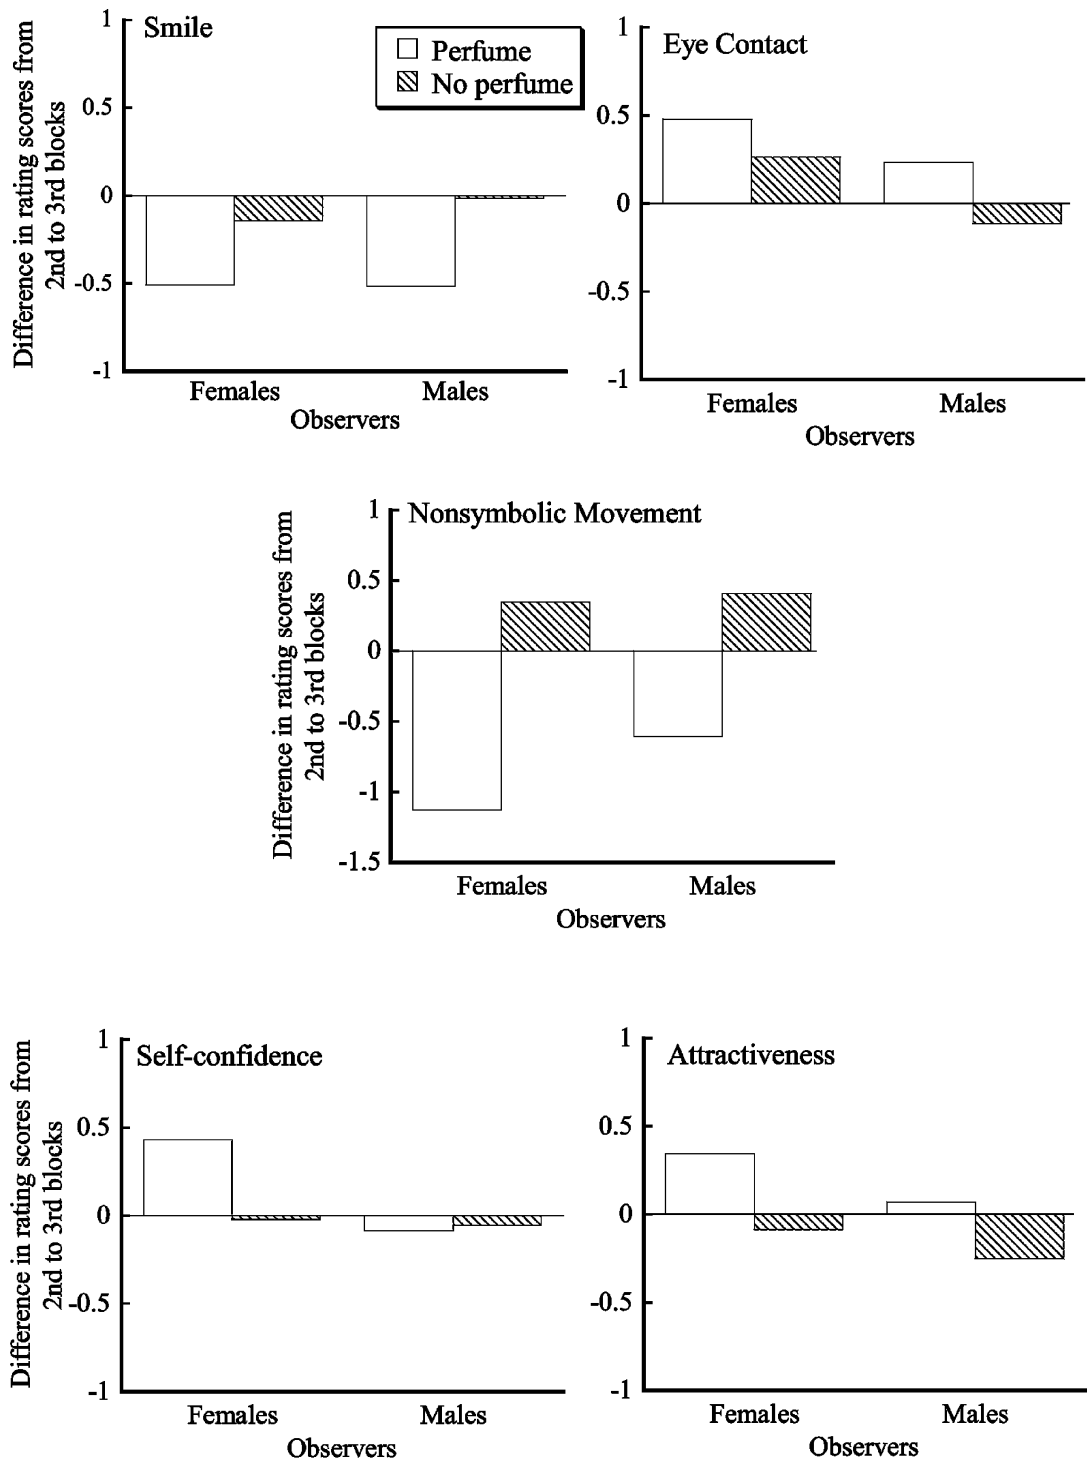 Smile
Perfume
No perfume
Difference in rating scores from
2nd to 3rd blocks
1
0.5
0
-0.5
-1
Females Males
Observers
Eye Contact
1
0.5
0
-0.5
-1
Females Males
Observers
Nonsymbolic Movement
Difference in rating scores from
2nd to 3rd blocks
1
0.5
0
-0.5
-1
-1.5
Females Males
Observers
Self-confidence
Difference in rating scores from
2nd to 3rd blocks
1
0.5
0
-0.5
-1
Females Males
Observers
Attractiveness
1
0.5
0
-0.5
-1
Females Males
Observers